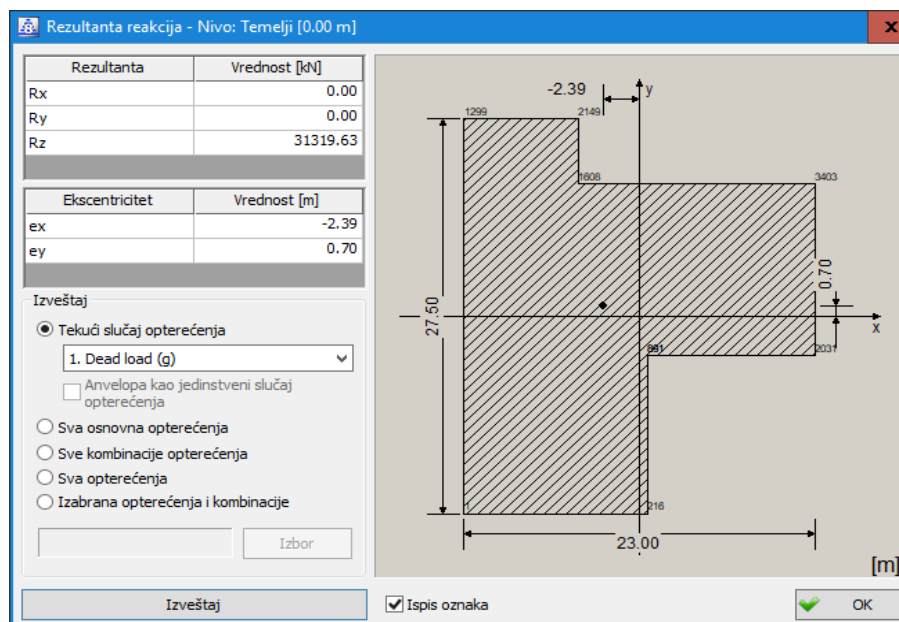 Rezultanta reakcija - Nivo: Temelji [0.00 m]
x
Rezultanta Vrednost [kN]
Rx 0.00
Ry 0.00
Rz 31319.63
Ekscentricitet Vrednost [m]
ex -2.39
ey 0.70
Izveštaj
Tekući slučaj opterećenja
1. Dead load (g)
Anvelopa kao jedinstveni slučaj
opterećenja
Sva osnovna opterećenja
Sve kombinacije opterećenja
Sva opterećenja
Izabrana opterećenja i kombinacije
Izbor
Izveštaj
-2.39 y
1299 2149
1608 3403
0.70
27.50
x
2031
1 216
23.00
[m]
Ispis oznaka
OK